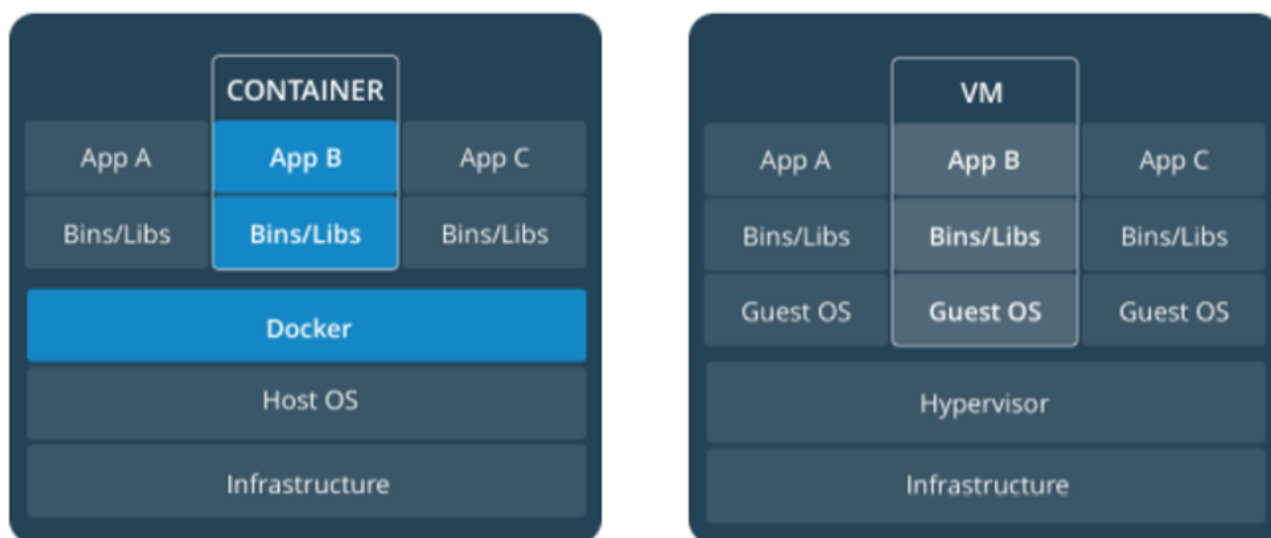 CONTAINER
App A App B App C
Bins/Libs Bins/Libs Bins/Libs
Docker
Host OS
Infrastructure
VM
App A App B App C
Bins/Libs Bins/Libs Bins/Libs
Guest OS Guest OS Guest OS
Hypervisor
Infrastructure